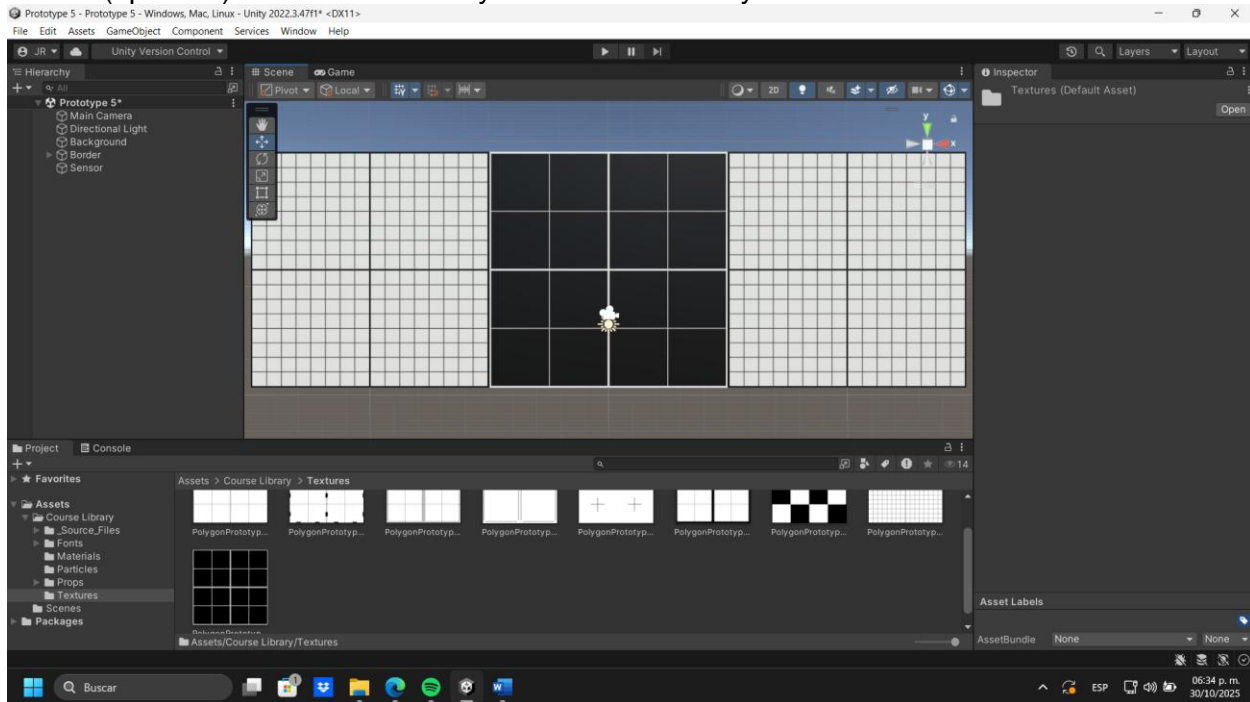 Prototype 5 - Prototype 5 - Windows, Mac, Linux - Unity 2022.3.47f1* <DX11>
File Edit Assets GameObject Component Services Window Help
JR Unity Version Control Layers Layout
Hierarchy Scene Game Inspector
All Pivot Local 2D Textures (Default Asset)
Prototype 5* Open
Main Camera
Directional Light
Background
Border
Sensor
y
x
Project Console
14
Favorites Assets > Course Library > Textures
Assets
Course Library
_Source_Files PolygonPrototyp... PolygonPrototyp... PolygonPrototyp... PolygonPrototyp... PolygonPrototyp... PolygonPrototyp... PolygonPrototyp... PolygonPrototyp...
Fonts
Materials
Particles
Props
Textures
Scenes Asset Labels
Packages
Assets/Course Library/Textures AssetBundle None None
Buscar ESP 06:34 p. m.
30/10/2025